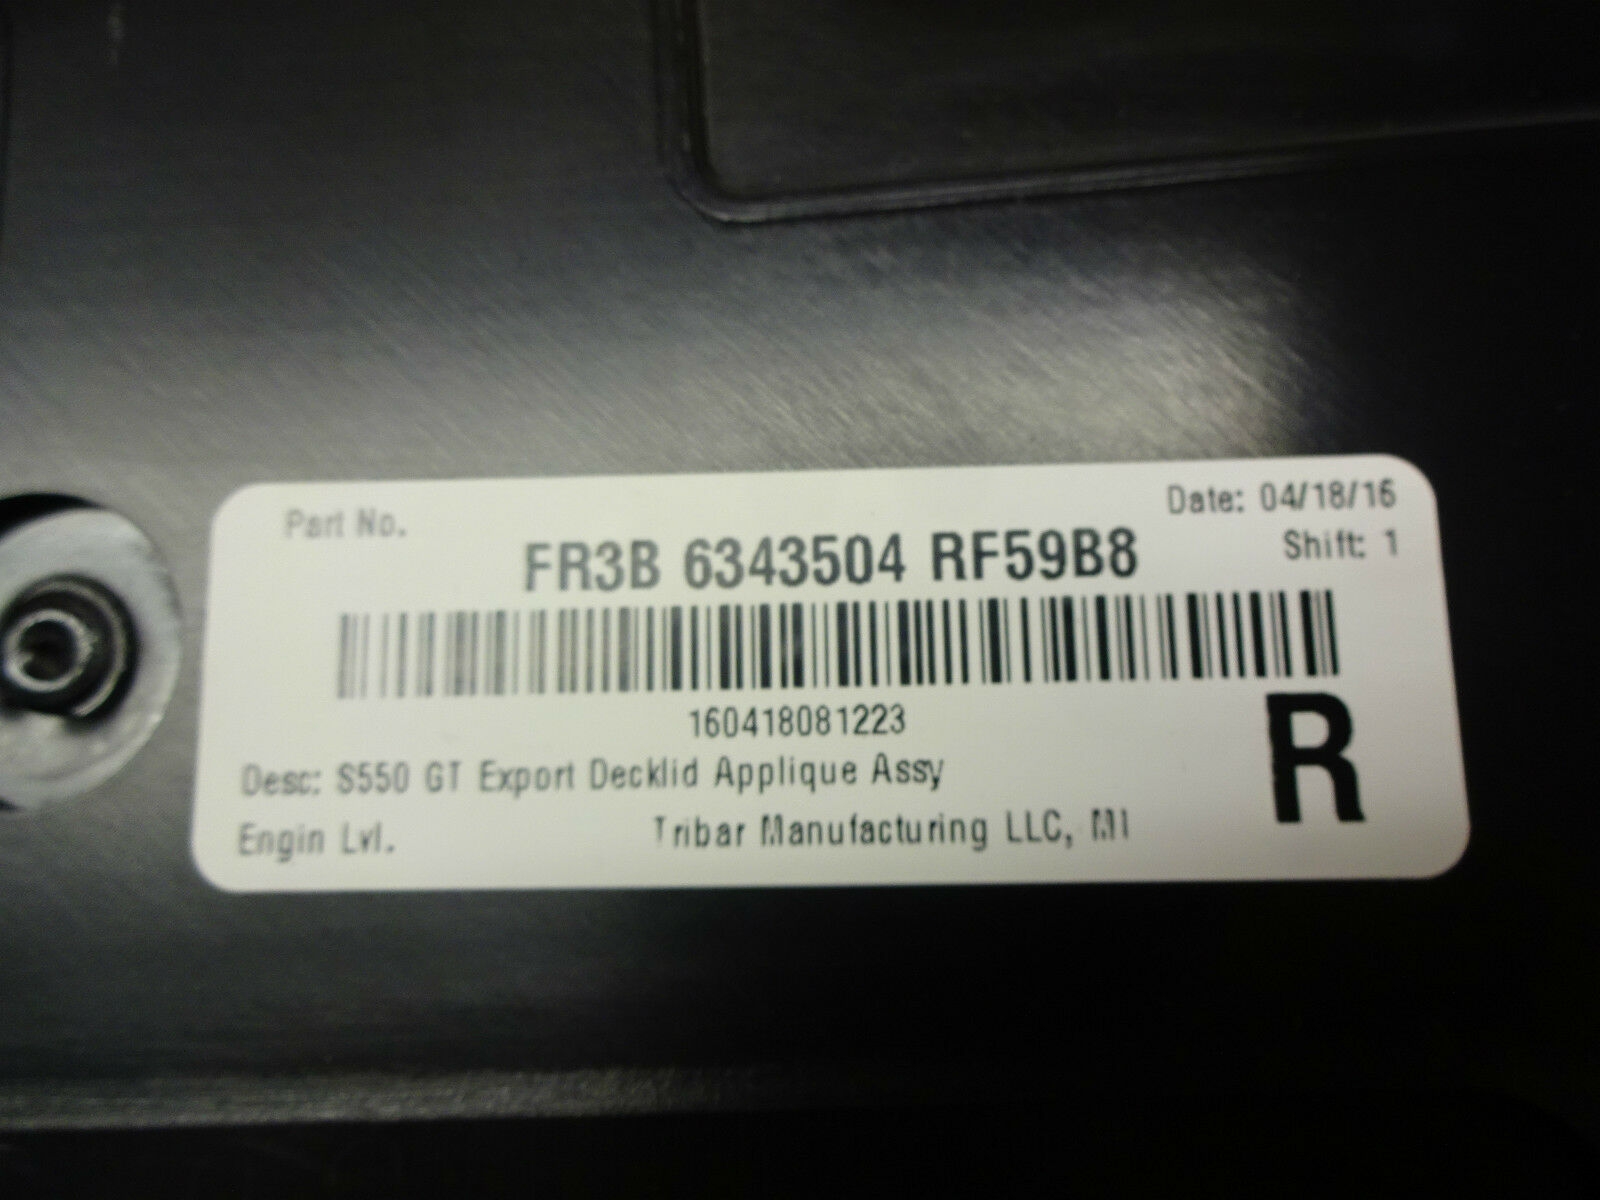 Part No.
Date: 04/18/16
FR3B 6343504 RF59B8
Shift: 1
160418081223
R
Desc: S550 GT Export Decklid Applique Assy
Engin Lvl.
Tribar Manufacturing LLC, MI